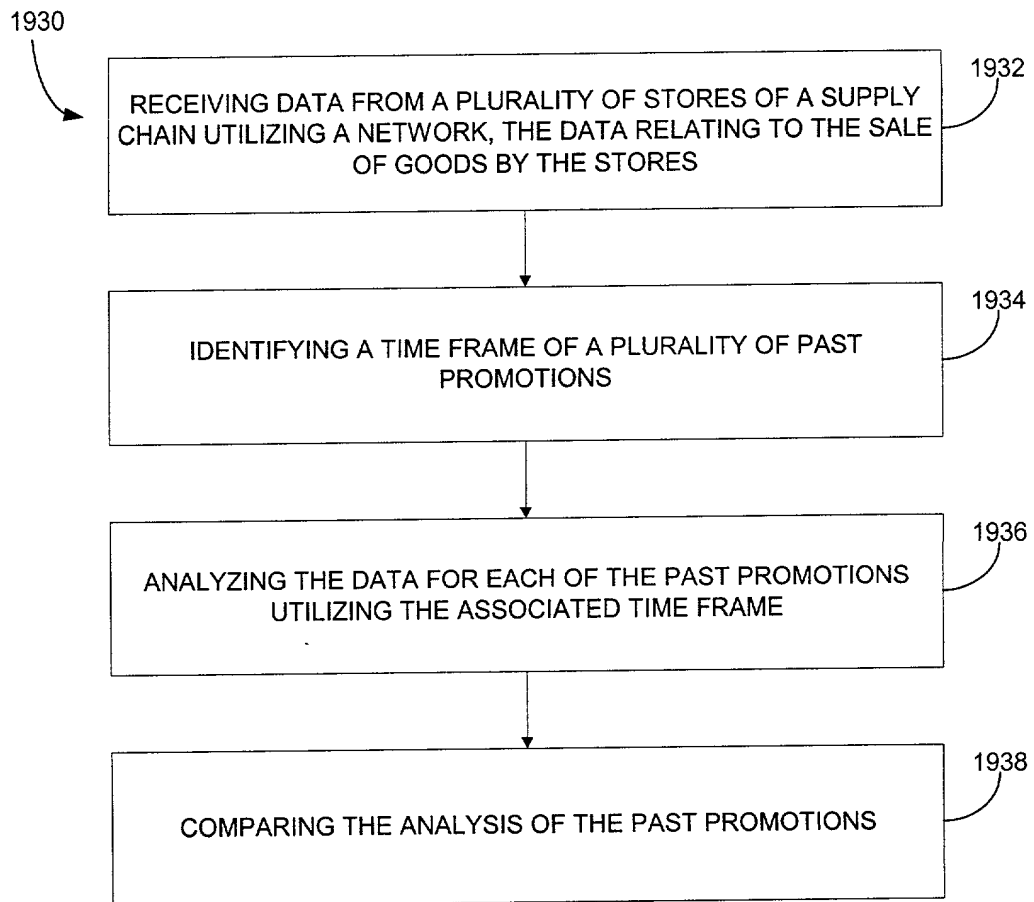 1930
1932
RECEIVING DATA FROM A PLURALITY OF STORES OF A SUPPLY
CHAIN UTILIZING A NETWORK, THE DATA RELATING TO THE SALE
OF GOODS BY THE STORES
1934
IDENTIFYING A TIME FRAME OF A PLURALITY OF PAST
PROMOTIONS
1936
ANALYZING THE DATA FOR EACH OF THE PAST PROMOTIONS
UTILIZING THE ASSOCIATED TIME FRAME
1938
COMPARING THE ANALYSIS OF THE PAST PROMOTIONS